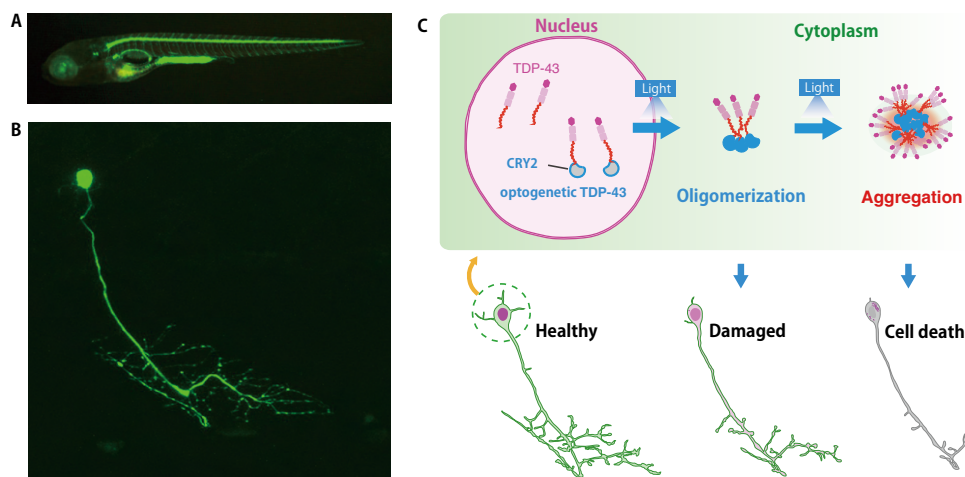 A
B
C
Nucleus
Cytoplasm
TDP-43
Light
Light
CRY2
optogenetic TDP-43
Oligomerization
Aggregation
Healthy
Damaged
Cell death